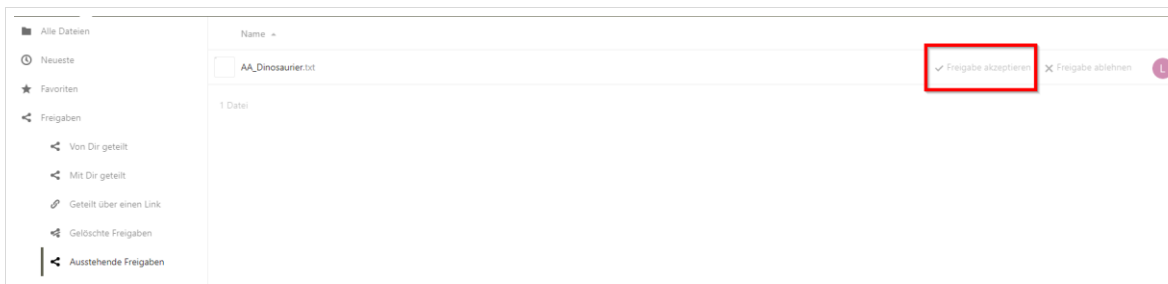 Alle Dateien
Neueste
Favoriten
Freigaben
Von Dir geteilt
Mit Dir geteilt
Geteilt über einen Link
Gelöschte Freigaben
Ausstehende Freigaben
Name
AA_Dinosaurier.txt
Freigabe akzeptieren
Freigabe ablehnen
L
1 Datei